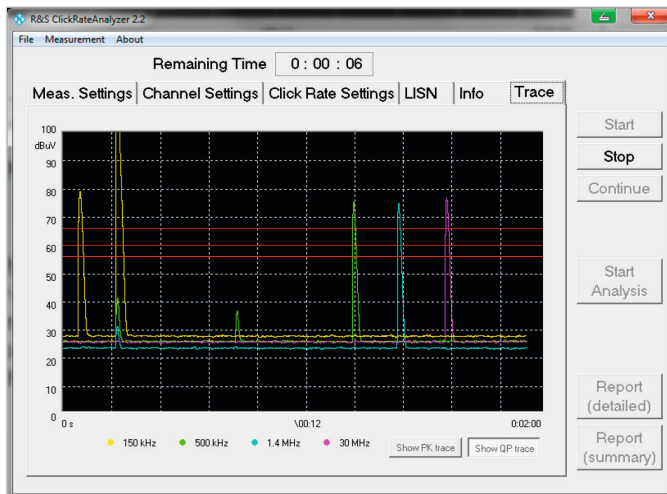 R&S ClickRateAnalyzer 2.2
File Measurement About
Remaining Time 0 : 00 : 06
Meas. Settings Channel Settings Click Rate Settings LISN Info Trace
100
dBuV
90
80
70
60
50
40
30
20
10
0
0 s \00:12 0:02:00
150 kHz 500 kHz 1.4 MHz 30 MHz
Show PK trace Show QP trace
Start
Stop
Continue
Start
Analysis
Report
(detailed)
Report
(summary)